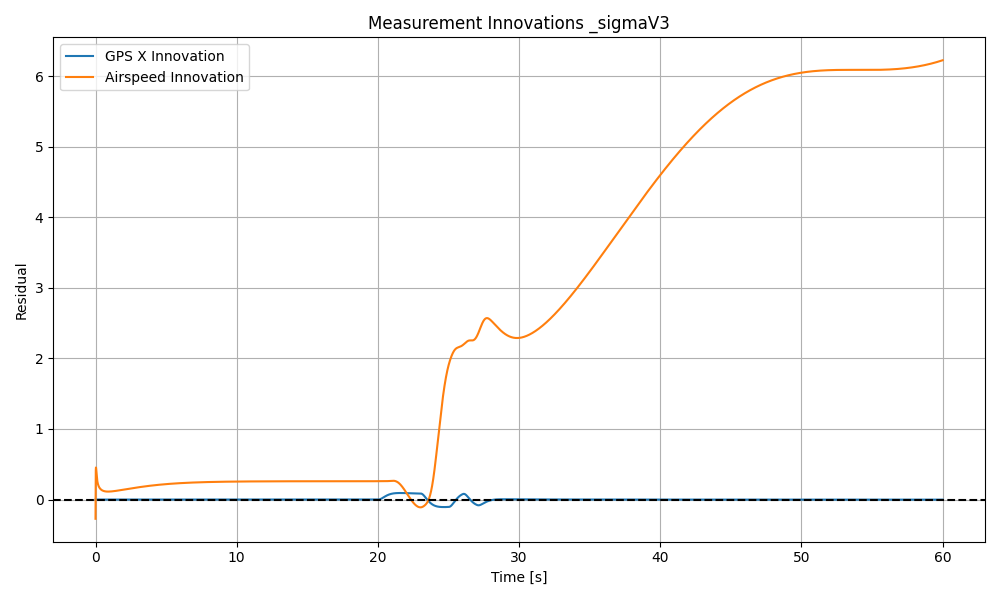 Measurement Innovations _sigmaV3
GPS X Innovation
Airspeed Innovation
Residual
6
5
4
3
2
1
0
0 10 20 30 40 50 60
Time [s]